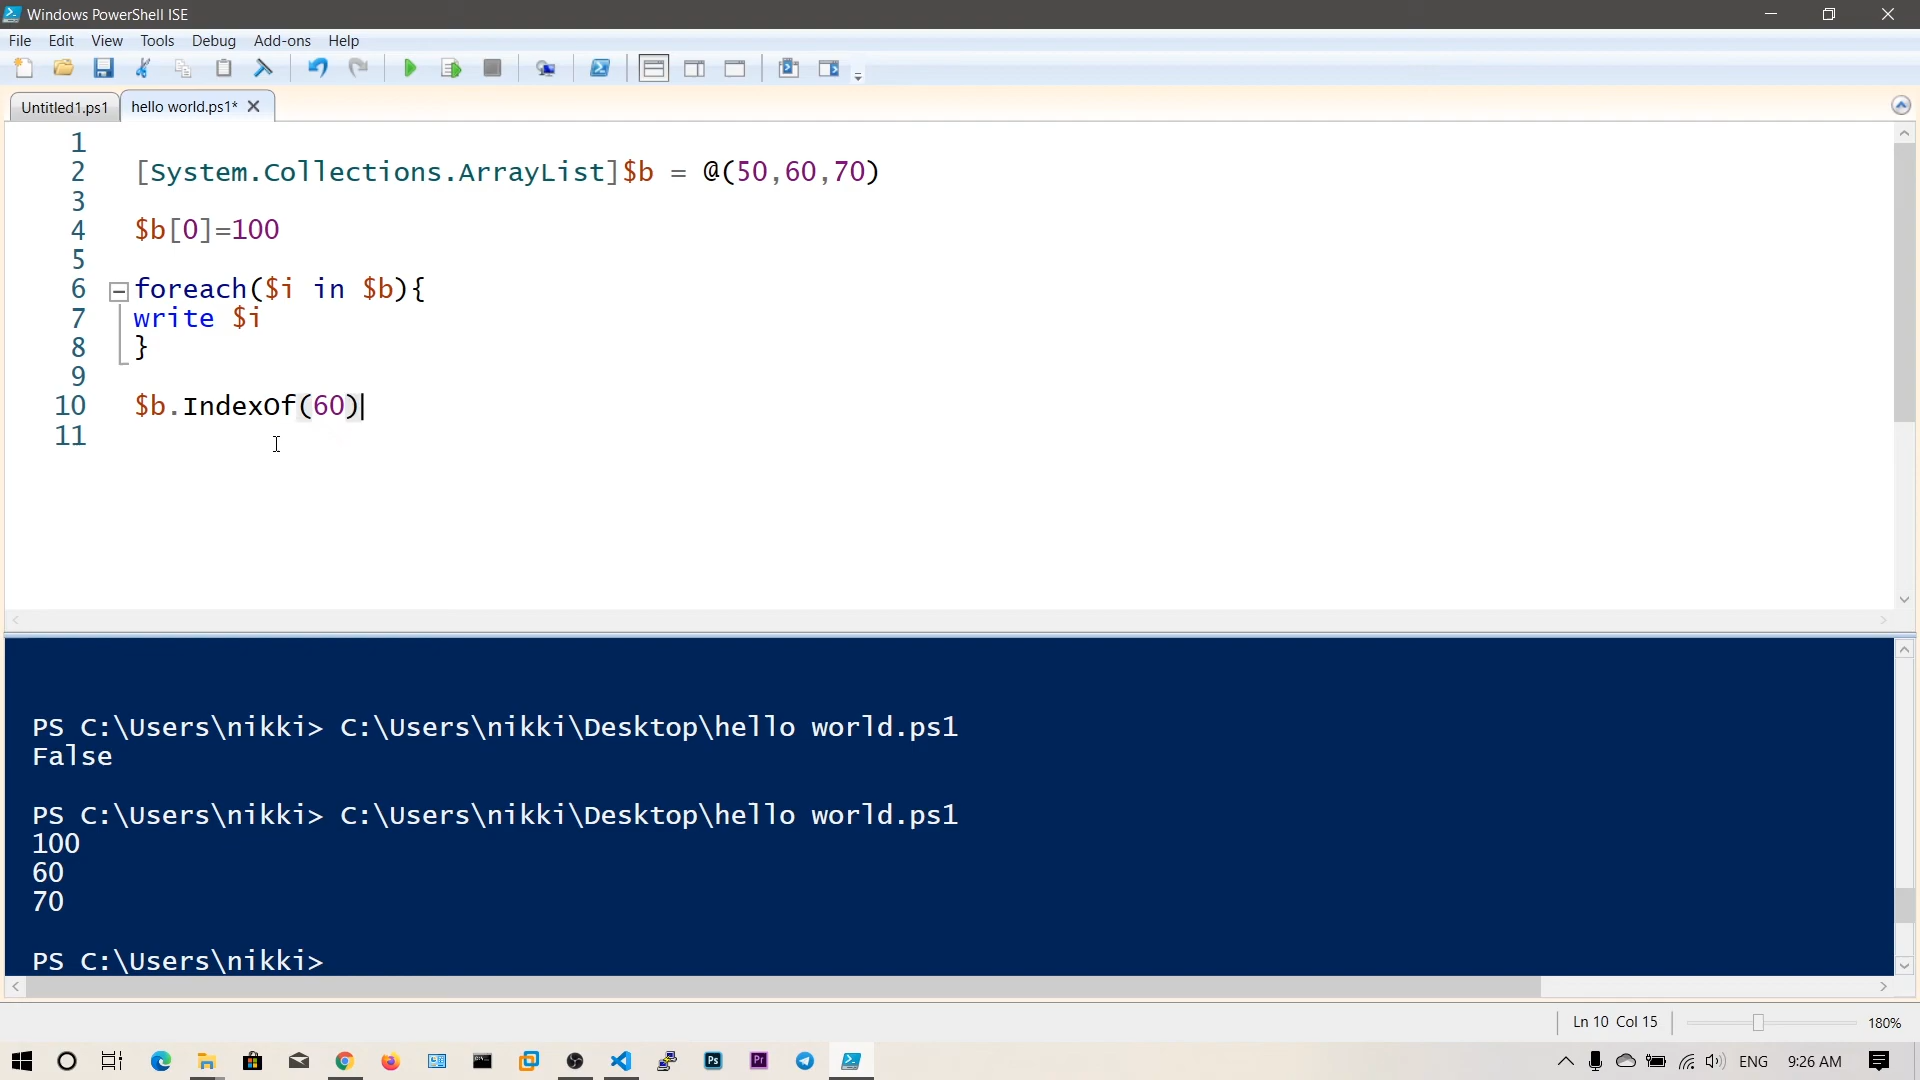 Windows PowerShell ISE
File Edit View Tools Debug Add-ons Help
Untitled1.ps1 hello world.ps1*
1
2 [System.Collections.ArrayList]$b = @(50,60,70)
3
4 $b[0]=100
5
6 foreach($i in $b){
7 write $i
8 }
9
10 $b.IndexOf(60)
11
PS C:\Users\nikki> C:\Users\nikki\Desktop\hello world.ps1
False
PS C:\Users\nikki> C:\Users\nikki\Desktop\hello world.ps1
100
60
70
PS C:\Users\nikki>
Ln 10 Col 15 180%
Ps Pr ENG 9:26 AM